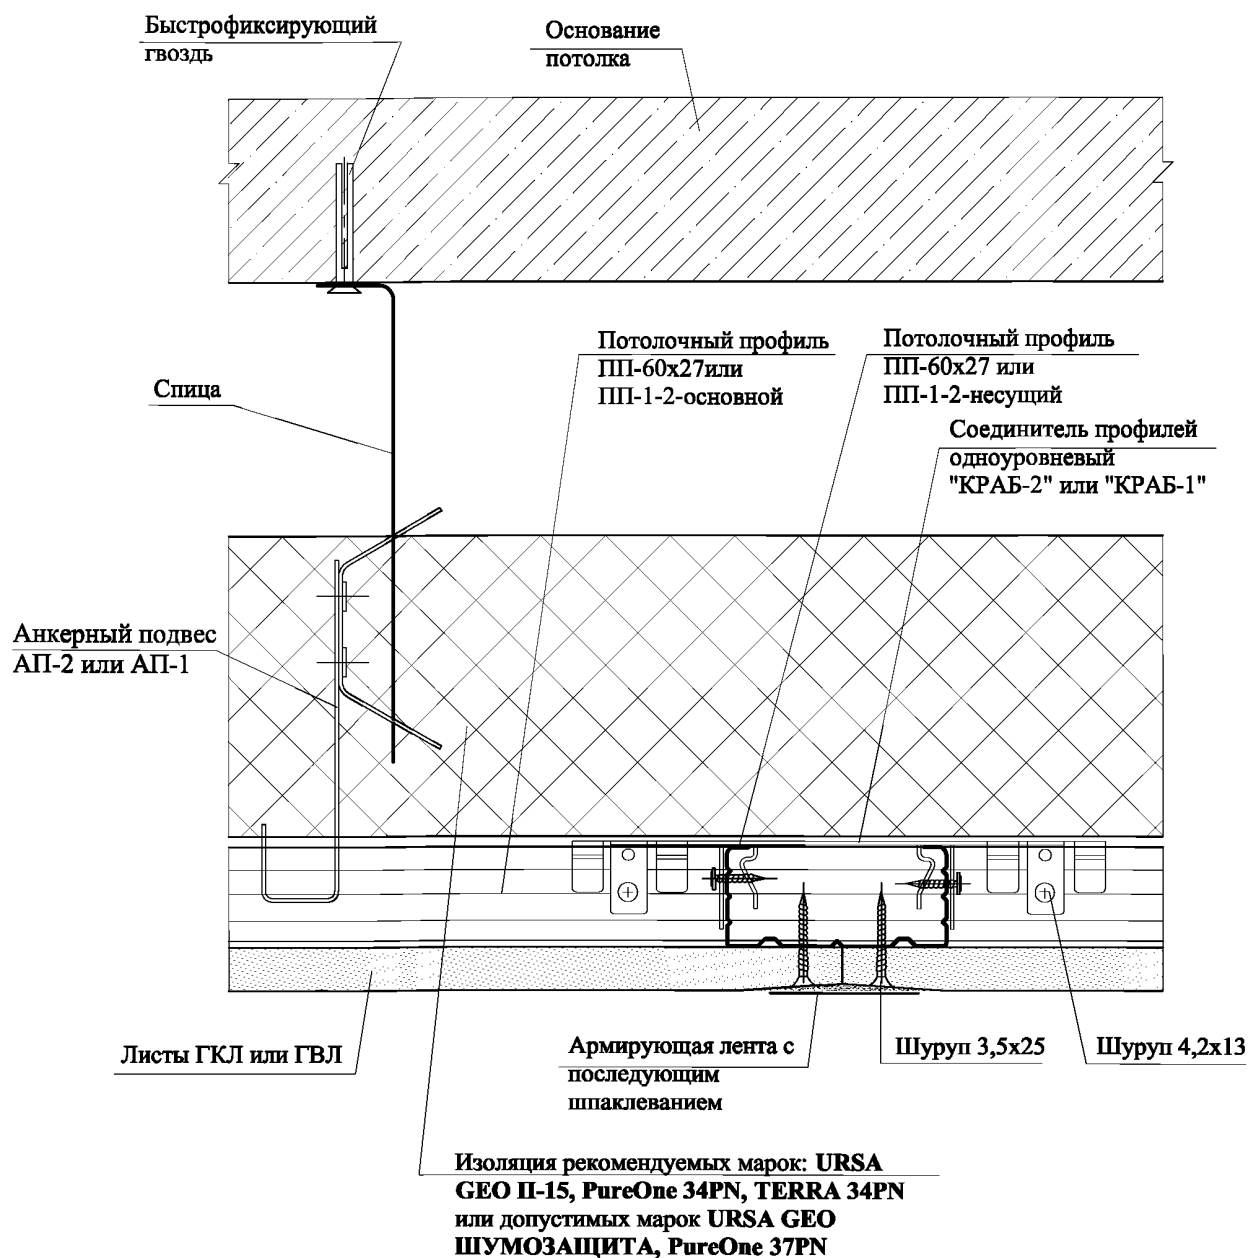 Быстрофиксирующий
гвоздь
Основание
потолка
Потолочный профиль
ПП-60х27или
ПП-1-2-основной
Потолочный профиль
ПП-60х27 или
ПП-1-2-несущий
Спица
Соединитель профилей
одноуровневый
"КРАБ-2" или "КРАБ-1"
Анкерный подвес
АП-2 или АП-1
Листы ГКЛ или ГВЛ
Армирующая лента с
последующим
шпаклеванием
Шуруп 3,5х25
Шуруп 4,2х13
Изоляция рекомендуемых марок: URSA
GEO П-15, PureOne 34PN, TERRA 34PN
или допустимых марок URSA GEO
ШУМОЗАЩИТА, PureOne 37PN